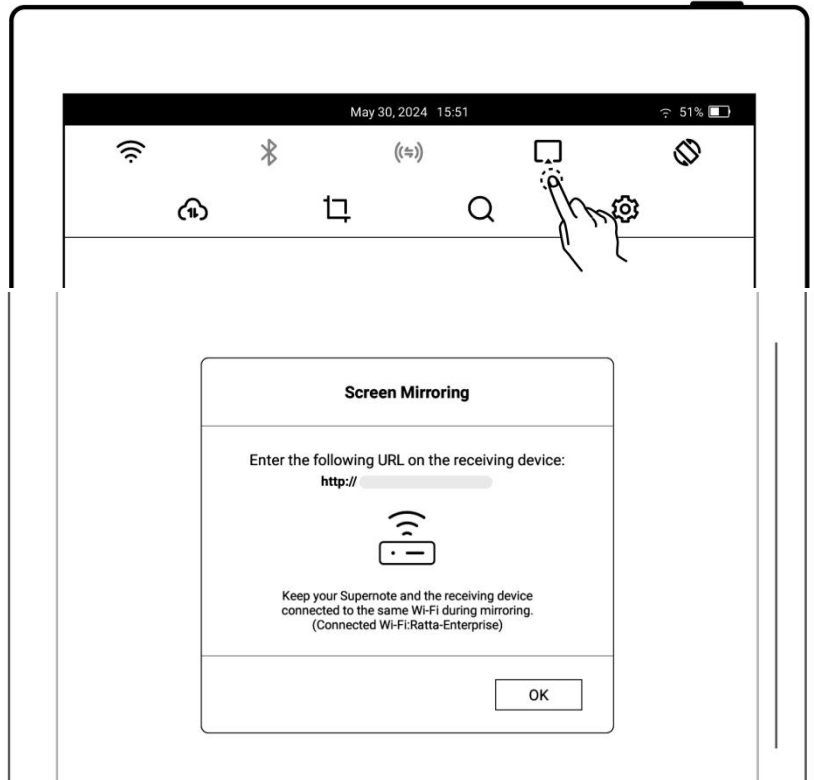 May 30, 2024 15:51
51%
Screen Mirroring
Enter the following URL on the receiving device:
http://
Keep your Supernote and the receiving device
connected to the same Wi-Fi during mirroring.
(Connected Wi-Fi:Ratta-Enterprise)
OK